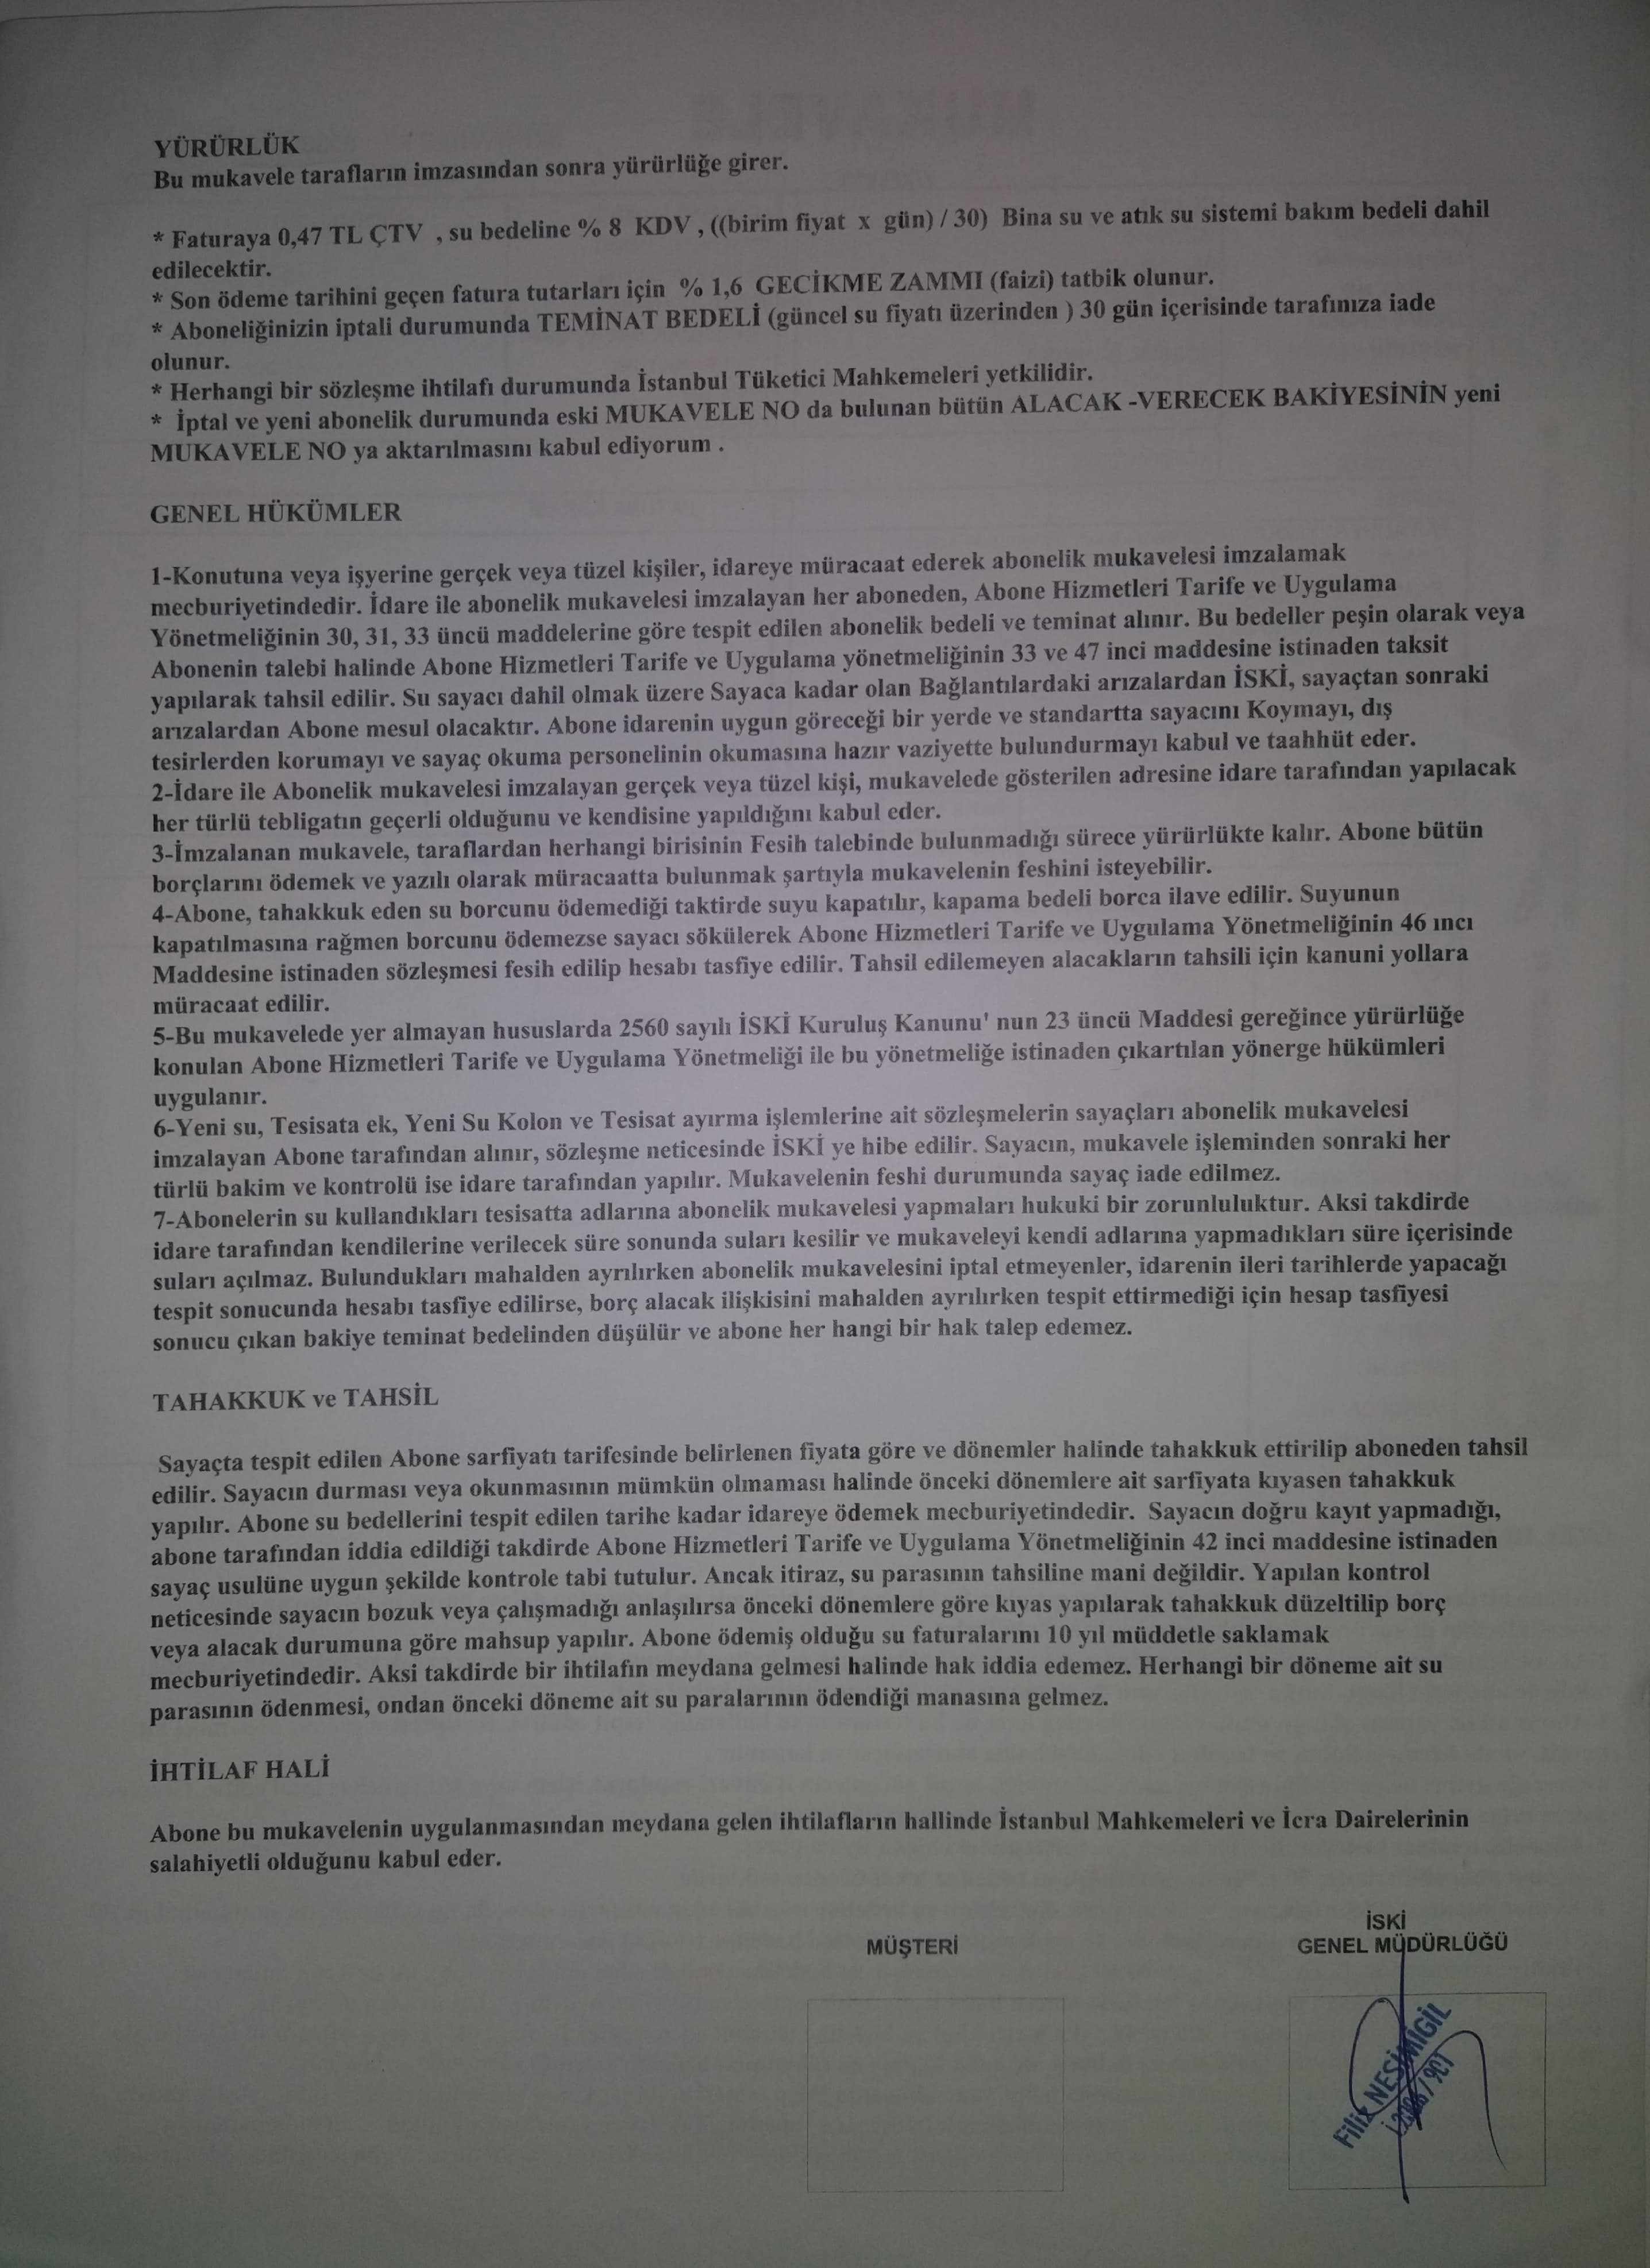 YÜRÜRLÜK
Bu mukavele tarafların imzasından sonra yürürlüğe girer.
* Faturaya 0,47 TL ÇTV , su bedeline % 8 KDV , ((birim fiyat x gün) / 30) Bina su ve atık su sistemi bakım bedeli dahil
edilecektir.
* Son ödeme tarihini geçen fatura tutarları için % 1,6 GECİKME ZAMMI (faizi) tatbik olunur.
* Aboneliğinizin iptali durumunda TEMİNAT BEDELİ (güncel su fiyatı üzerinden ) 30 gün içerisinde tarafınıza iade
olunur.
* Herhangi bir sözleşme ihtilafı durumunda İstanbul Tüketici Mahkemeleri yetkilidir.
* İptal ve yeni abonelik durumunda eski MUKAVELE NO da bulunan bütün ALACAK -VERECEK BAKİYESİNİN yeni
MUKAVELE NO ya aktarılmasını kabul ediyorum .
GENEL HÜKÜMLER
1-Konutuna veya işyerine gerçek veya tüzel kişiler, idareye müracaat ederek abonelik mukavelesi imzalamak
mecburiyetindedir. İdare ile abonelik mukavelesi imzalayan her aboneden, Abone Hizmetleri Tarife ve Uygulama
Yönetmeliğinin 30, 31, 33 üncü maddelerine göre tespit edilen abonelik bedeli ve teminat alınır. Bu bedeller peşin olarak veya
Abonenin talebi halinde Abone Hizmetleri Tarife ve Uygulama yönetmeliğinin 33 ve 47 inci maddesine istinaden taksit
yapılarak tahsil edilir. Su sayacı dahil olmak üzere Sayaca kadar olan Bağlantılardaki arızalardan İSKİ, sayaçtan sonraki
arızalardan Abone mesul olacaktır. Abone idarenin uygun göreceği bir yerde ve standartta sayacını Koymayı, dış
tesirlerden korumayı ve sayaç okuma personelinin okumasına hazır vaziyette bulundurmayı kabul ve taahhüt eder.
2-İdare ile Abonelik mukavelesi imzalayan gerçek veya tüzel kişi, mukavelede gösterilen adresine idare tarafından yapılacak
her türlü tebligatın geçerli olduğunu ve kendisine yapıldığını kabul eder.
3-İmzalanan mukavele, taraflardan herhangi birisinin Fesih talebinde bulunmadığı sürece yürürlükte kalır. Abone bütün
borçlarını ödemek ve yazılı olarak müracaatta bulunmak şartıyla mukavelenin feshini isteyebilir.
4-Abone, tahakkuk eden su borcunu ödemediği taktirde suyu kapatılır, kapama bedeli borca ilave edilir. Suyunun
kapatılmasına rağmen borcunu ödemezse sayacı sökülerek Abone Hizmetleri Tarife ve Uygulama Yönetmeliğinin 46 ıncı
Maddesine istinaden sözleşmesi fesih edilip hesabı tasfiye edilir. Tahsil edilemeyen alacakların tahsili için kanuni yollara
müracaat edilir.
5-Bu mukavelede yer almayan hususlarda 2560 sayılı İSKİ Kuruluş Kanunu' nun 23 üncü Maddesi gereğince yürürlüğe
konulan Abone Hizmetleri Tarife ve Uygulama Yönetmeliği ile bu yönetmeliğe istinaden çıkartılan yönerge hükümleri
uygulanır.
6-Yeni su, Tesisata ek, Yeni Su Kolon ve Tesisat ayırma işlemlerine ait sözleşmelerin sayaçları abonelik mukavelesi
imzalayan Abone tarafından alınır, sözleşme neticesinde İSKİ ye hibe edilir. Sayacın, mukavele işleminden sonraki her
türlü bakim ve kontrolü ise idare tarafından yapılır. Mukavelenin feshi durumunda sayaç iade edilmez.
7-Abonelerin su kullandıkları tesisatta adlarına abonelik mukavelesi yapmaları hukuki bir zorunluluktur. Aksi takdirde
idare tarafından kendilerine verilecek süre sonunda suları kesilir ve mukaveleyi kendi adlarına yapmadıkları süre içerisinde
suları açılmaz. Bulundukları mahalden ayrılırken abonelik mukavelesini iptal etmeyenler, idarenin ileri tarihlerde yapacağı
tespit sonucunda hesabı tasfiye edilirse, borç alacak ilişkisini mahalden ayrılırken tespit ettirmediği için hesap tasfiyesi
sonucu çıkan bakiye teminat bedelinden düşülür ve abone her hangi bir hak talep edemez.
TAHAKKUK ve TAHSİL
Sayaçta tespit edilen Abone sarfiyatı tarifesinde belirlenen fiyata göre ve dönemler halinde tahakkuk ettirilip aboneden tahsil
edilir. Sayacın durması veya okunmasının mümkün olmaması halinde önceki dönemlere ait sarfiyata kıyasen tahakkuk
yapılır. Abone su bedellerini tespit edilen tarihe kadar idareye ödemek mecburiyetindedir. Sayacın doğru kayıt yapmadığı,
abone tarafından iddia edildiği takdirde Abone Hizmetleri Tarife ve Uygulama Yönetmeliğinin 42 inci maddesine istinaden
sayaç usulüne uygun şekilde kontrole tabi tutulur. Ancak itiraz, su parasının tahsiline mani değildir. Yapılan kontrol
neticesinde sayacın bozuk veya çalışmadığı anlaşılırsa önceki dönemlere göre kıyas yapılarak tahakkuk düzeltilip borç
veya alacak durumuna göre mahsup yapılır. Abone ödemiş olduğu su faturalarını 10 yıl müddetle saklamak
mecburiyetindedir. Aksi takdirde bir ihtilafın meydana gelmesi halinde hak iddia edemez. Herhangi bir döneme ait su
parasının ödenmesi, ondan önceki döneme ait su paralarının ödendiği manasına gelmez.
İHTİLAF HALİ
Abone bu mukavelenin uygulanmasından meydana gelen ihtilafların hallinde İstanbul Mahkemeleri ve İcra Dairelerinin
salahiyetli olduğunu kabul eder.
MÜŞTERİ
İSKİ
GENEL MÜDÜRLÜĞÜ
Filiz NESİMİGİL